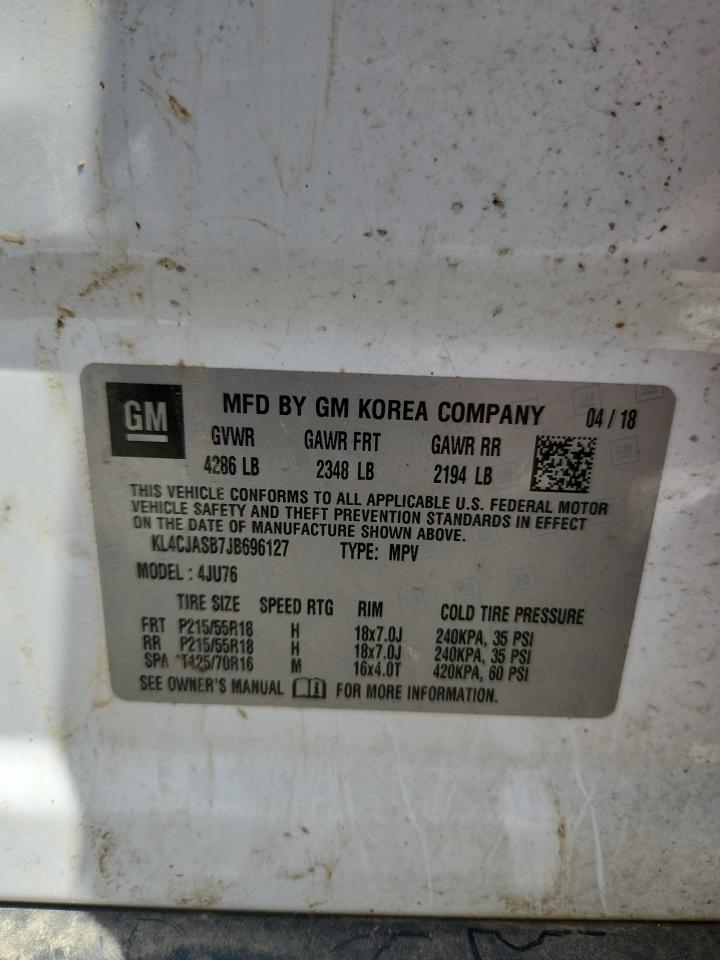 GM
MFD BY GM KOREA COMPANY 04 / 18
GVWR GAWR FRT GAWR RR
4286 LB 2348 LB 2194 LB
THIS VEHICLE CONFORMS TO ALL APPLICABLE U.S. FEDERAL MOTOR
VEHICLE SAFETY AND THEFT PREVENTION STANDARDS IN EFFECT
ON THE DATE OF MANUFACTURE SHOWN ABOVE.
KL4CJASB7JB696127 TYPE: MPV
MODEL : 4JU76
TIRE SIZE SPEED RTG RIM COLD TIRE PRESSURE
FRT P215/55R18 H 18x7.0J 240KPA, 35 PSI
RR P215/55R18 H 18x7.0J 240KPA, 35 PSI
SPA T125/70R16 M 16x4.0T 420KPA, 60 PSI
SEE OWNER'S MANUAL FOR MORE INFORMATION.